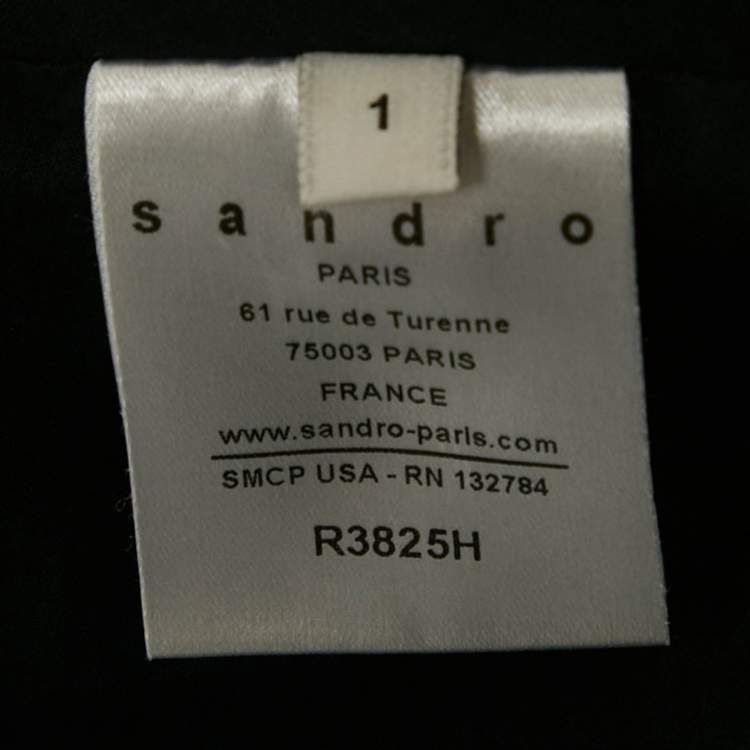 1
sandro
PARIS
61 rue de Turenne
75003 PARIS
FRANCE
www.sandro-paris.com
SMCP USA - RN 132784
R3825H